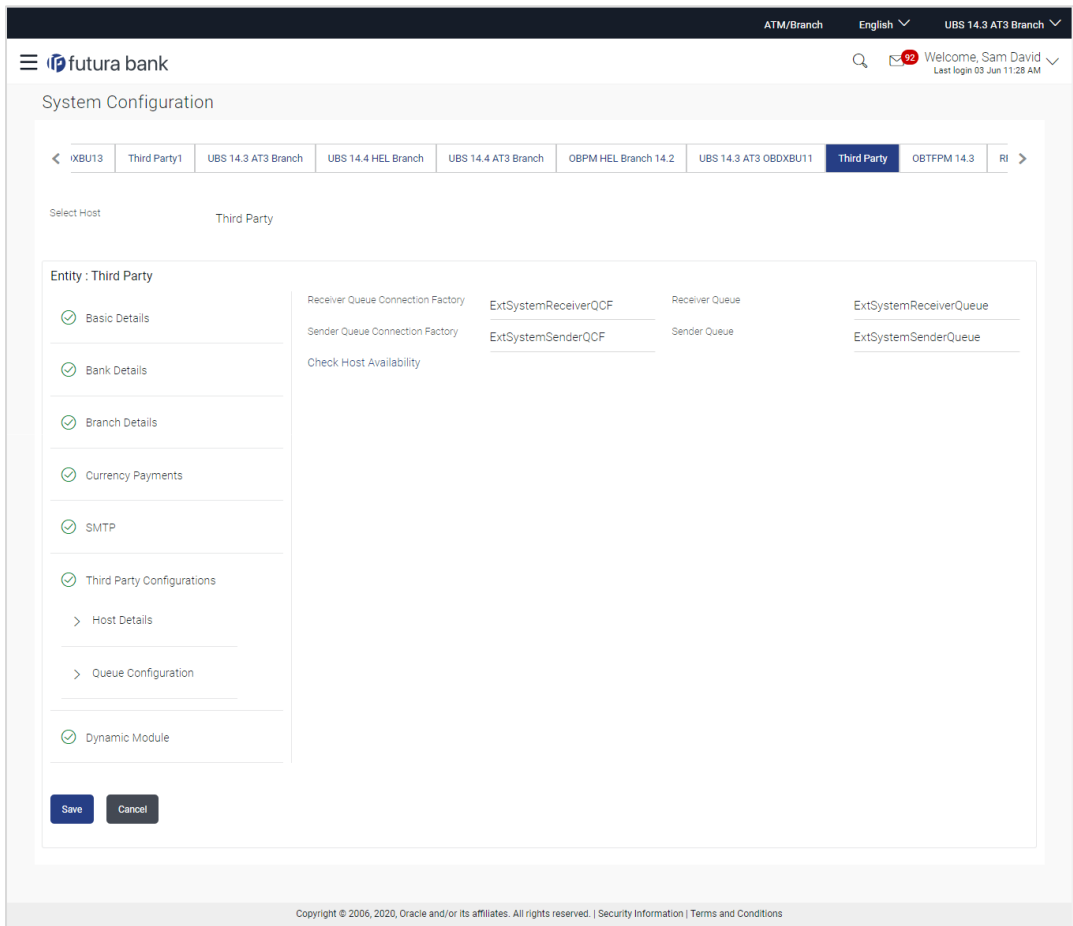 ATM/Branch English UBS 14.3 AT3 Branch
futura bank
92
Welcome, Sam David
Last login 03 Jun 11:28 AM
System Configuration
XBU13 Third Party1 UBS 14.3 AT3 Branch UBS 14.4 HEL Branch UBS 14.4 AT3 Branch OBPM HEL Branch 14.2 UBS 14.3 AT3 OBDXBU11 Third Party OBTFPM 14.3
Select Host Third Party
Entity : Third Party
Basic Details
Bank Details
Branch Details
Currency Payments
SMTP
Third Party Configurations
Host Details
Queue Configuration
Dynamic Module
Receiver Queue Connection Factory ExtSystemReceiverQCF Receiver Queue ExtSystemReceiverQueue
Sender Queue Connection Factory ExtSystemSenderQCF Sender Queue ExtSystemSenderQueue
Check Host Availability
Save Cancel
Copyright © 2006, 2020, Oracle and/or its affiliates. All rights reserved. | Security Information | Terms and Conditions